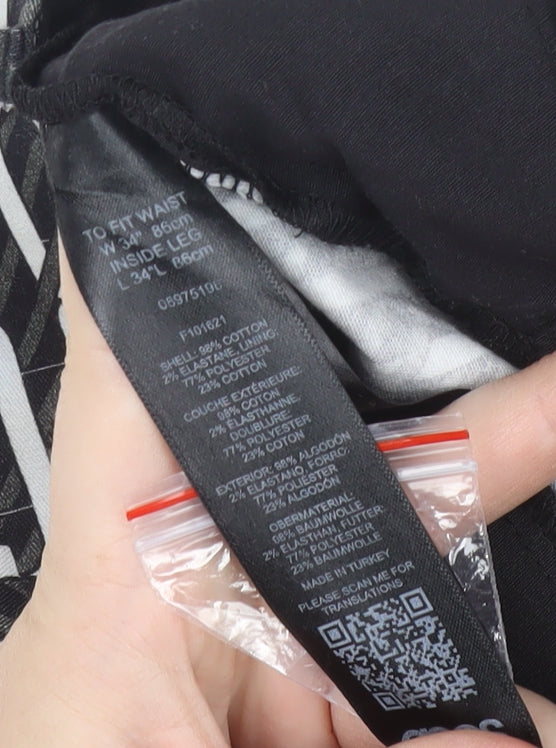 TO FIT WAIST
W 34" 86cm
INSIDE LEG
L 34"L 86cm
F101621
SHELL: 98% COTTON
2% ELASTANE, LINING:
77% POLYESTER
23% COTTON
COUCHE EXTÉRIEURE:
98% COTON
2% ÉLASTHANNE,
DOUBLURE:
77% POLYESTER
23% COTON
EXTERIOR: 98% ALGODÓN
2% ELASTANO, FORRO:
77% POLIÉSTER
23% ALGODÓN
OBERMATERIAL:
98% BAUMWOLLE
2% ELASTHAN, FUTTER:
77% POLYESTER
23% BAUMWOLLE
MADE IN TURKEY
PLEASE SCAN ME FOR
TRANSLATIONS